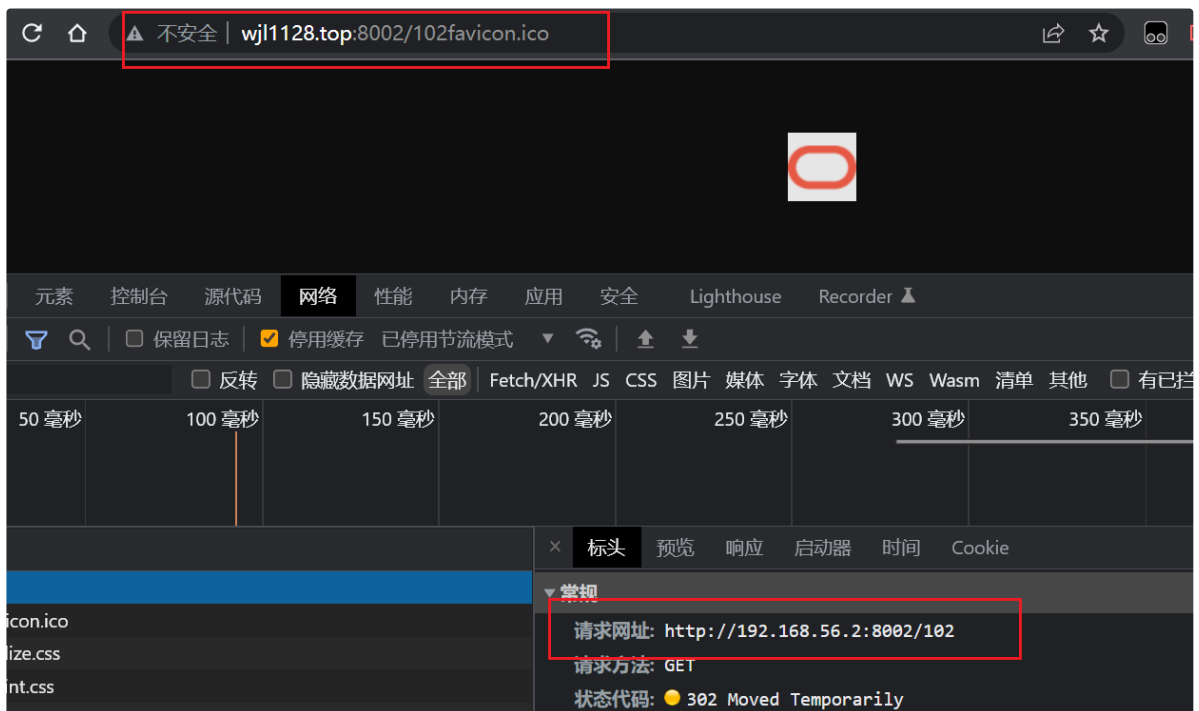 不安全 | wjl1128.top:8002/102favicon.ico
元素 控制台 源代码 网络 性能 内存 应用 安全 Lighthouse Recorder
保留日志 停用缓存 已停用节流模式
反转 隐藏数据网址 全部 Fetch/XHR JS CSS 图片 媒体 字体 文档 WS Wasm 清单 其他 有已拦
50 毫秒 100 毫秒 150 毫秒 200 毫秒 250 毫秒 300 毫秒 350 毫秒
× 标头 预览 响应 启动器 时间 Cookie
常规
icon.ico
请求网址: http://192.168.56.2:8002/102
ize.css
请求方法: GET
int.css
状态代码: 302 Moved Temporarily